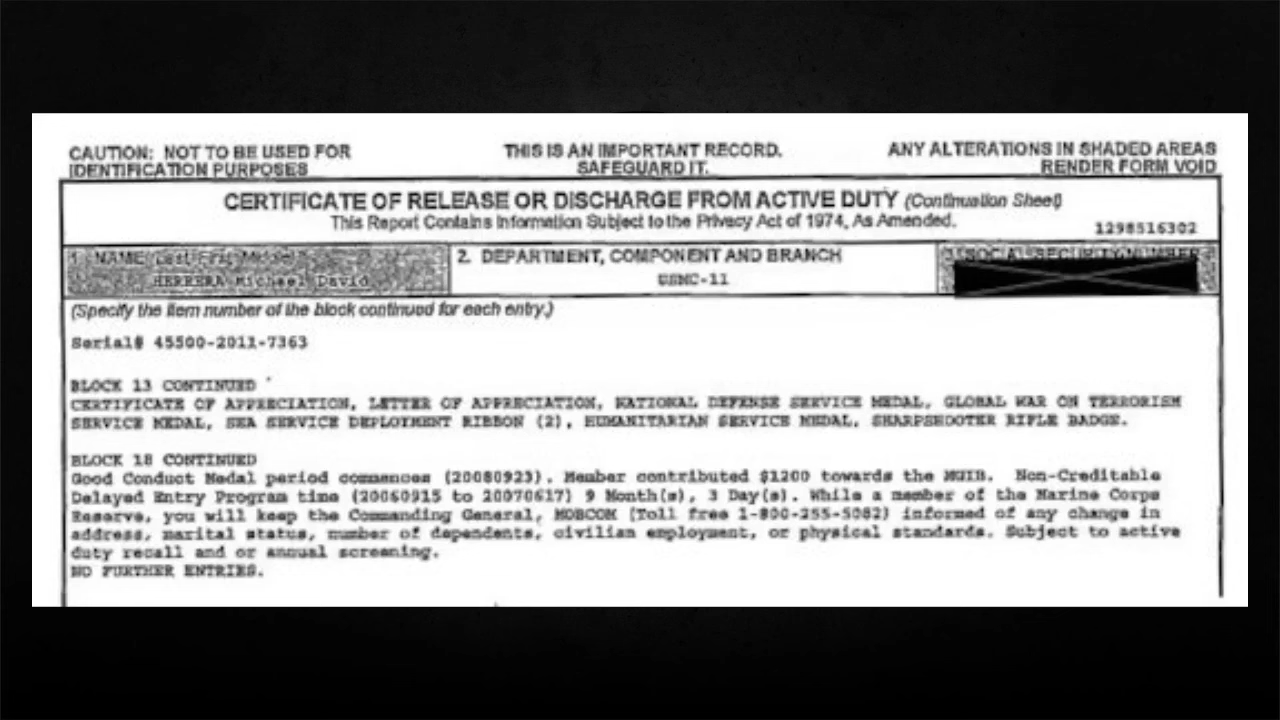 CAUTION: NOT TO BE USED FOR IDENTIFICATION PURPOSES
THIS IS AN IMPORTANT RECORD. SAFEGUARD IT.
ANY ALTERATIONS IN SHADED AREAS RENDER FORM VOID
CERTIFICATE OF RELEASE OR DISCHARGE FROM ACTIVE DUTY (Continuation Sheet)
This Report Contains Information Subject to the Privacy Act of 1974, As Amended.
1298516302
1. NAME (Last, First, Middle)
HERRERA Michael David
2. DEPARTMENT, COMPONENT AND BRANCH
USMC-11
3. SOCIAL SECURITY NUMBER
(Specify the item number of the block continued for each entry.)
Serial# 45500-2011-7363
BLOCK 13 CONTINUED
CERTIFICATE OF APPRECIATION, LETTER OF APPRECIATION, NATIONAL DEFENSE SERVICE MEDAL, GLOBAL WAR ON TERRORISM
SERVICE MEDAL, SEA SERVICE DEPLOYMENT RIBBON (2), HUMANITARIAN SERVICE MEDAL, SHARPSHOOTER RIFLE BADGE.
BLOCK 18 CONTINUED
Good Conduct Medal period commences (20080923). Member contributed $1200 towards the MGIB. Non-Creditable
Delayed Entry Program time (20060915 to 20070617) 9 Month(s), 3 Day(s). While a member of the Marine Corps
Reserve, you will keep the Commanding General, MOBCOM (Toll free 1-800-255-5082) informed of any change in
address, marital status, number of dependents, civilian employment, or physical standards. Subject to active
duty recall and or annual screening.
NO FURTHER ENTRIES.